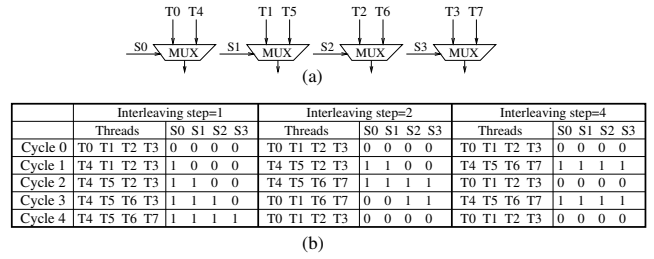 T0 T4 T1 T5 T2 T6 T3 T7
S0 MUX S1 MUX S2 MUX S3 MUX
(a)
Interleaving step=1 Interleaving step=2 Interleaving step=4
Threads S0 S1 S2 S3 Threads S0 S1 S2 S3 Threads S0 S1 S2 S3
Cycle 0 T0 T1 T2 T3 0 0 0 0 T0 T1 T2 T3 0 0 0 0 T0 T1 T2 T3 0 0 0 0
Cycle 1 T4 T1 T2 T3 1 0 0 0 T4 T5 T2 T3 1 1 0 0 T4 T5 T6 T7 1 1 1 1
Cycle 2 T4 T5 T2 T3 1 1 0 0 T4 T5 T6 T7 1 1 1 1 T0 T1 T2 T3 0 0 0 0
Cycle 3 T4 T5 T6 T3 1 1 1 0 T0 T1 T6 T7 0 0 1 1 T4 T5 T6 T7 1 1 1 1
Cycle 4 T4 T5 T6 T7 1 1 1 1 T0 T1 T2 T3 0 0 0 0 T0 T1 T2 T3 0 0 0 0
(b)